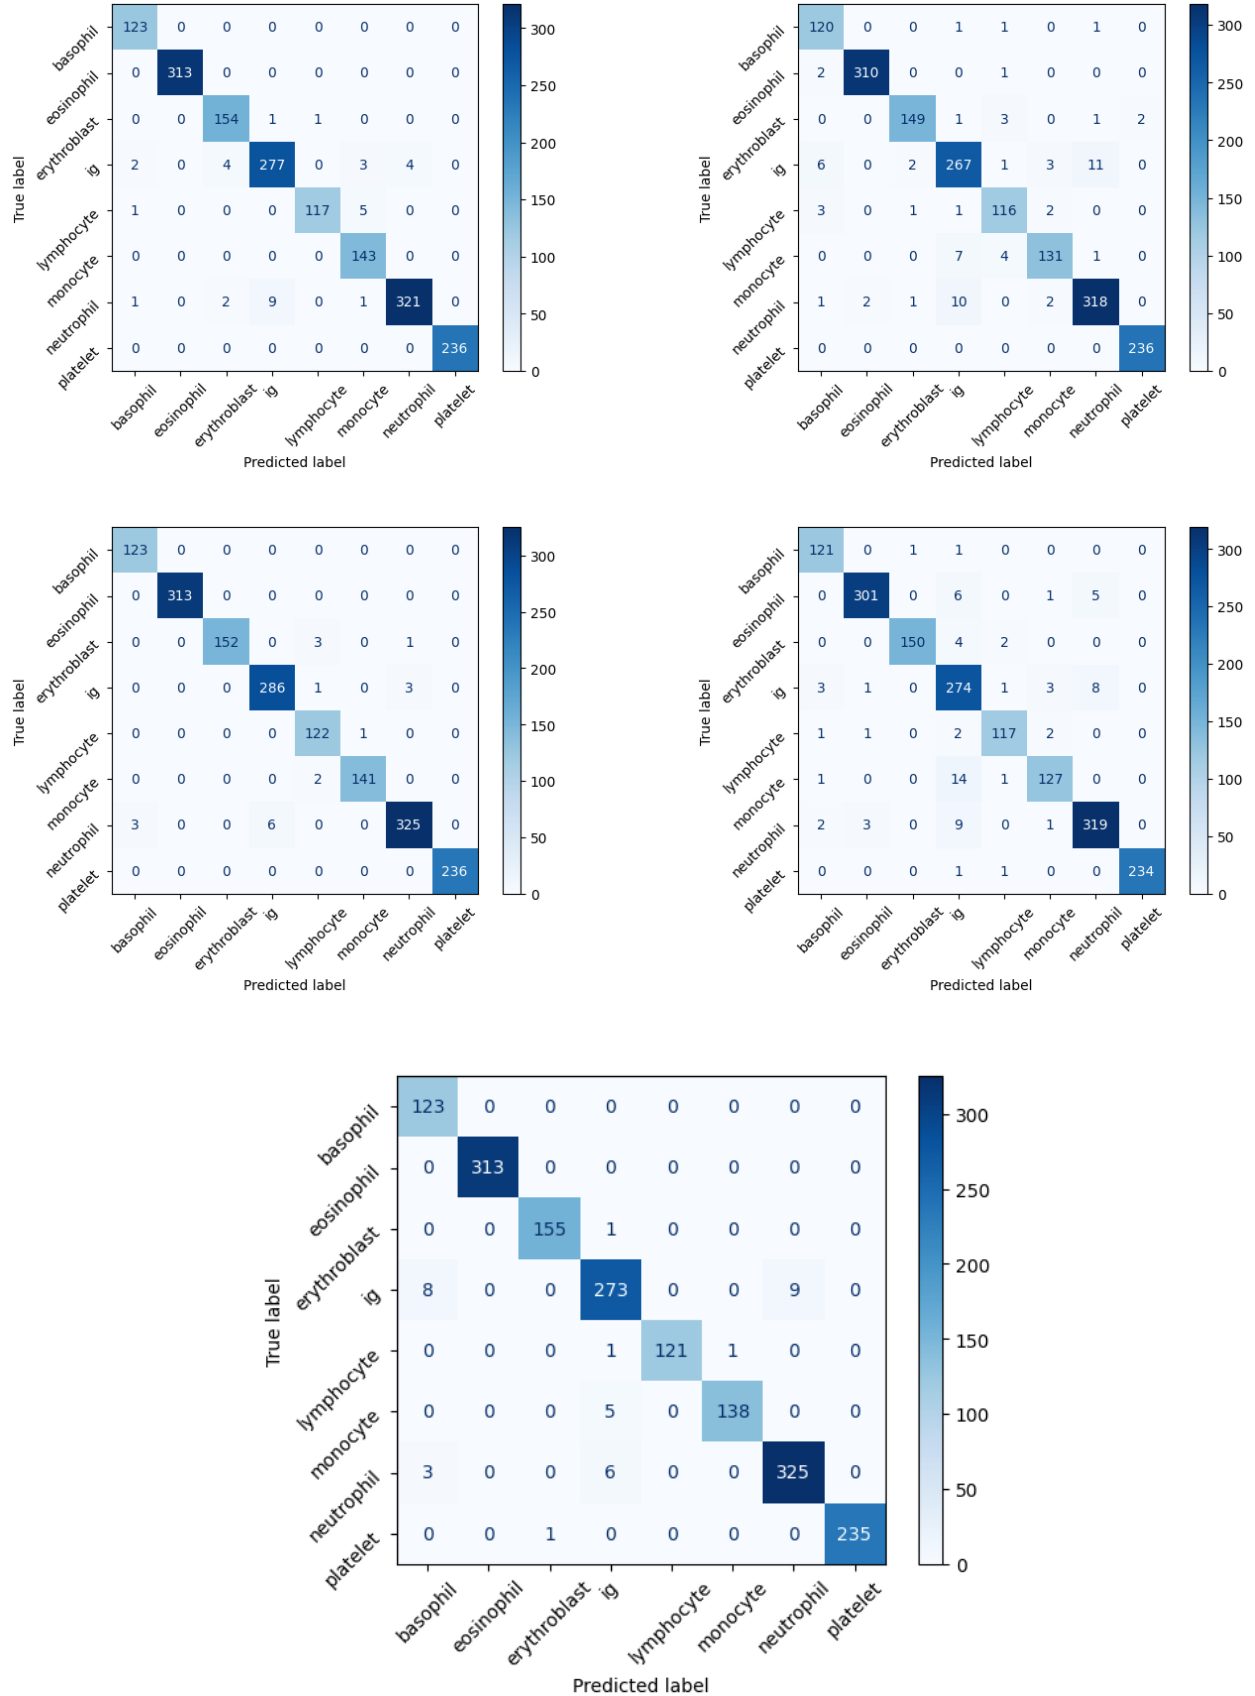 basophil 123 0 0 0 0 0 0 0
eosinophil 0 313 0 0 0 0 0 0
erythroblast 0 0 154 1 1 0 0 0
ig 2 0 4 277 0 3 4 0
lymphocyte 1 0 0 0 117 5 0 0
monocyte 0 0 0 0 0 143 0 0
neutrophil 1 0 2 9 0 1 321 0
platelet 0 0 0 0 0 0 0 236
True label
basophil eosinophil erythroblast ig lymphocyte monocyte neutrophil platelet
Predicted label
300
250
200
150
100
50
0
basophil 120 0 0 1 1 0 1 0
eosinophil 2 310 0 0 1 0 0 0
erythroblast 0 0 149 1 3 0 1 2
ig 6 0 2 267 1 3 11 0
lymphocyte 3 0 1 1 116 2 0 0
monocyte 0 0 0 7 4 131 1 0
neutrophil 1 2 1 10 0 2 318 0
platelet 0 0 0 0 0 0 0 236
True label
basophil eosinophil erythroblast ig lymphocyte monocyte neutrophil platelet
Predicted label
300
250
200
150
100
50
0
basophil 123 0 0 0 0 0 0 0
eosinophil 0 313 0 0 0 0 0 0
erythroblast 0 0 152 0 3 0 1 0
ig 0 0 0 286 1 0 3 0
lymphocyte 0 0 0 0 122 1 0 0
monocyte 0 0 0 0 2 141 0 0
neutrophil 3 0 0 6 0 0 325 0
platelet 0 0 0 0 0 0 0 236
True label
basophil eosinophil erythroblast ig lymphocyte monocyte neutrophil platelet
Predicted label
300
250
200
150
100
50
0
basophil 121 0 1 1 0 0 0 0
eosinophil 0 301 0 6 0 1 5 0
erythroblast 0 0 150 4 2 0 0 0
ig 3 1 0 274 1 3 8 0
lymphocyte 1 1 0 2 117 2 0 0
monocyte 1 0 0 14 1 127 0 0
neutrophil 2 3 0 9 0 1 319 0
platelet 0 0 0 1 1 0 0 234
True label
basophil eosinophil erythroblast ig lymphocyte monocyte neutrophil platelet
Predicted label
300
250
200
150
100
50
0
basophil 123 0 0 0 0 0 0 0
eosinophil 0 313 0 0 0 0 0 0
erythroblast 0 0 155 1 0 0 0 0
ig 8 0 0 273 0 0 9 0
lymphocyte 0 0 0 1 121 1 0 0
monocyte 0 0 0 5 0 138 0 0
neutrophil 3 0 0 6 0 0 325 0
platelet 0 0 1 0 0 0 0 235
True label
basophil eosinophil erythroblast ig lymphocyte monocyte neutrophil platelet
Predicted label
300
250
200
150
100
50
0